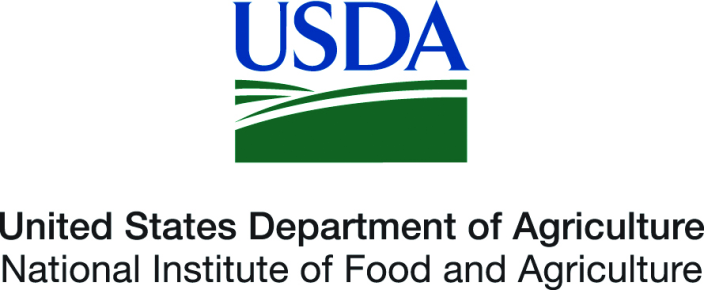 USDA
United States Department of Agriculture
National Institute of Food and Agriculture